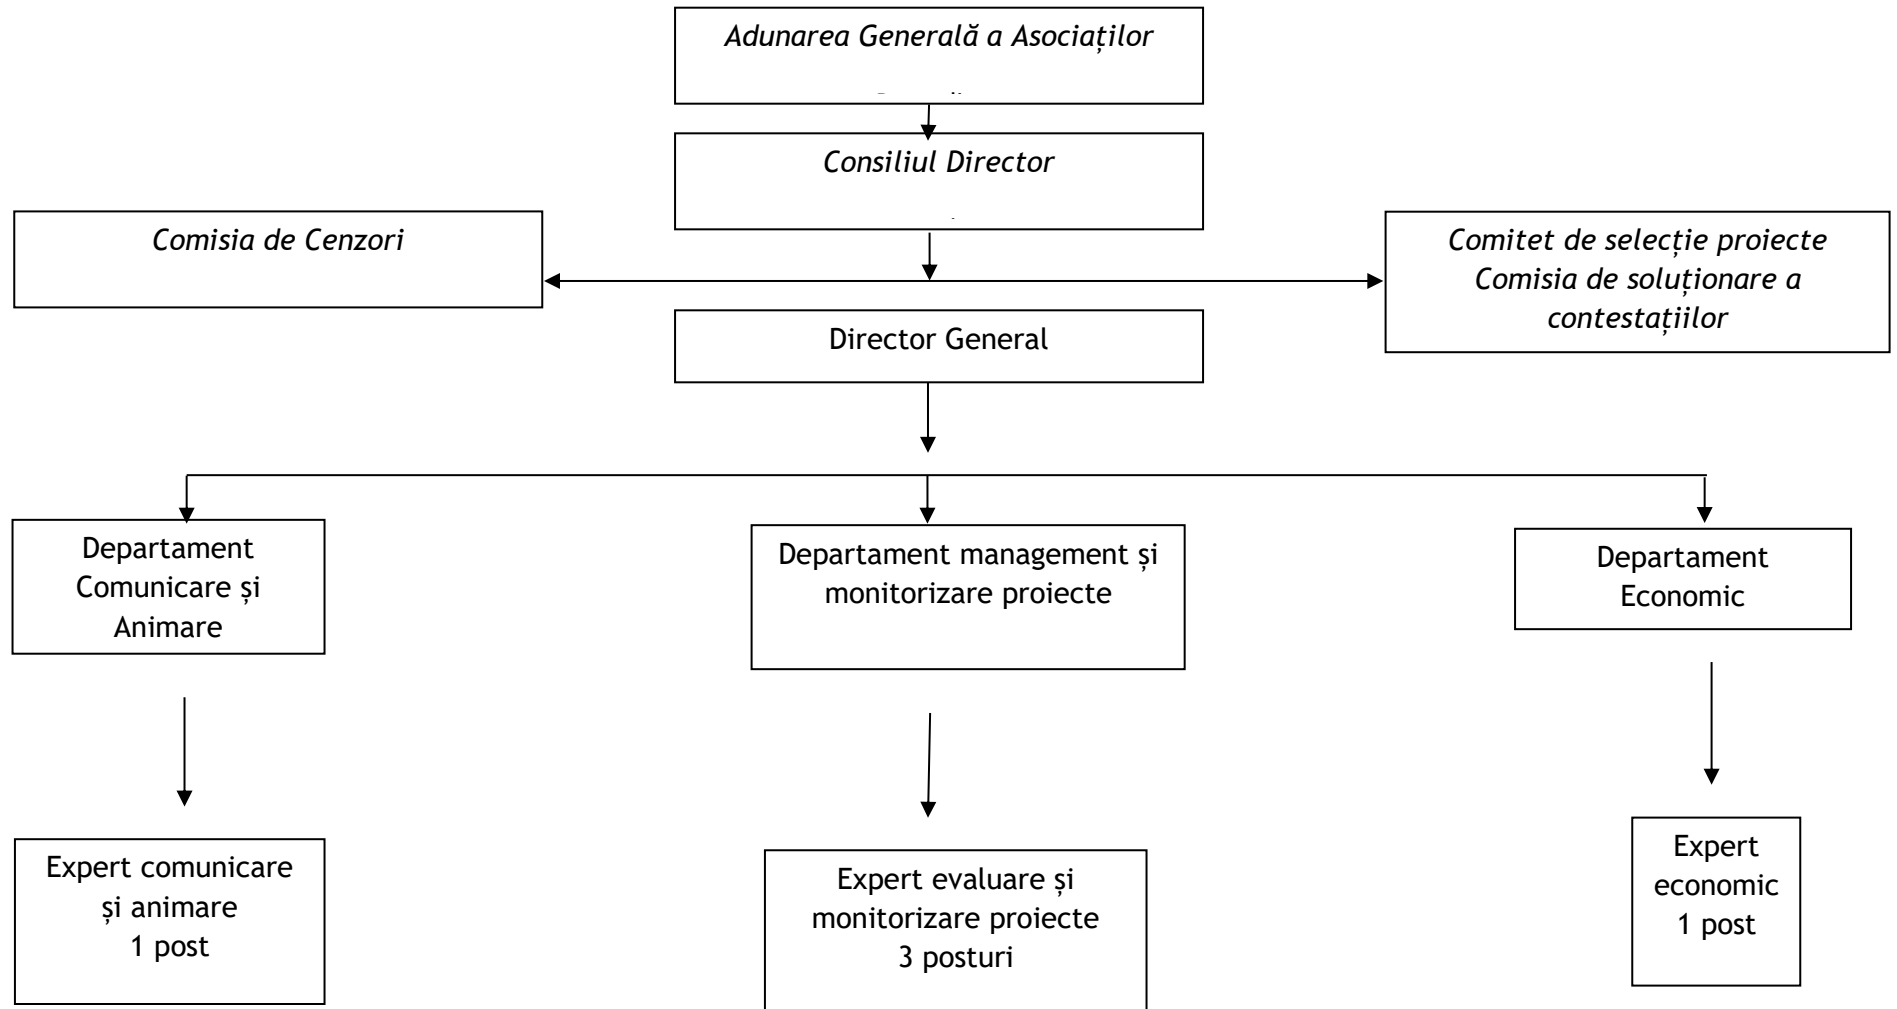 Adunarea Generală a Asociaților
Consiliul Director
Comisia de Cenzori
Comitet de selecție proiecte
Comisia de soluționare a
contestațiilor
Director General
Departament
Comunicare și
Animare
Departament management și
monitorizare proiecte
Departament
Economic
Expert comunicare
și animare
1 post
Expert evaluare și
monitorizare proiecte
3 posturi
Expert
economic
1 post